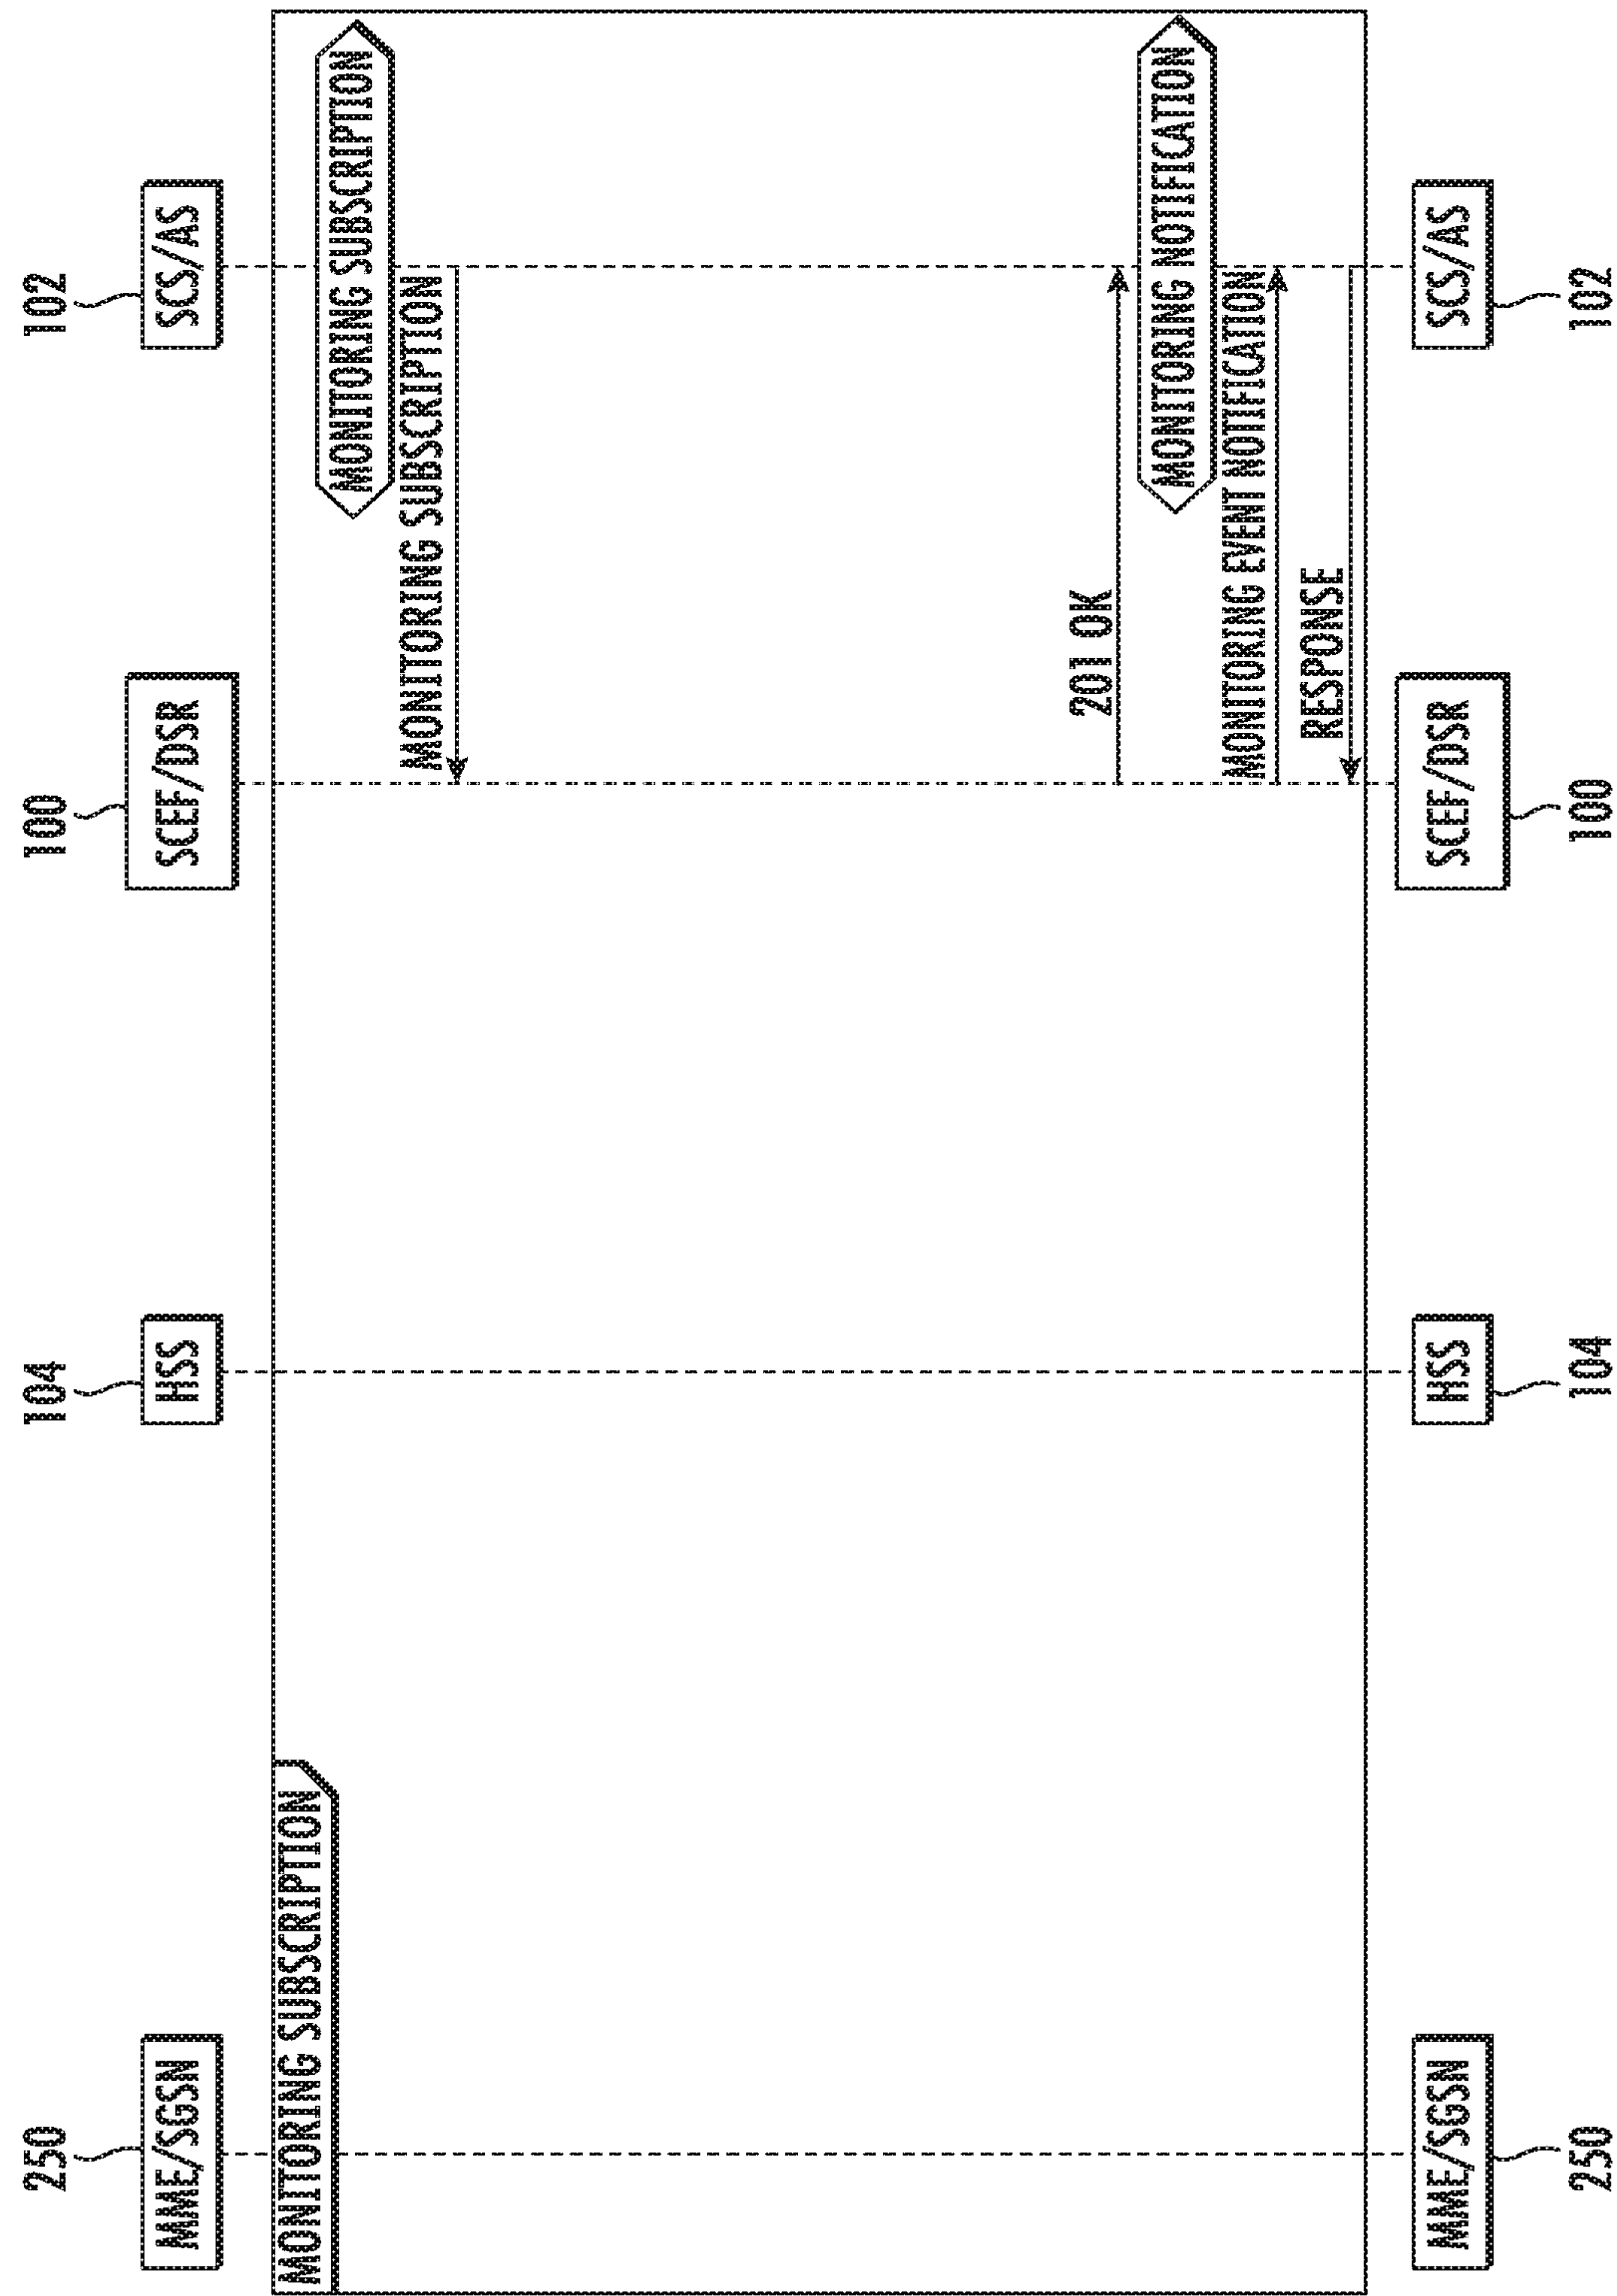 250
104
100
102
MME/SGSN
HSS
SCEF/DSR
SCS/AS
MONITORING SUBSCRIPTION
MONITORING SUBSCRIPTION
MONITORING SUBSCRIPTION
201 OK
MONITORING NOTIFICATION
MONITORING EVENT NOTIFICATION
RESPONSE
MME/SGSN
HSS
SCEF/DSR
SCS/AS
250
104
100
102